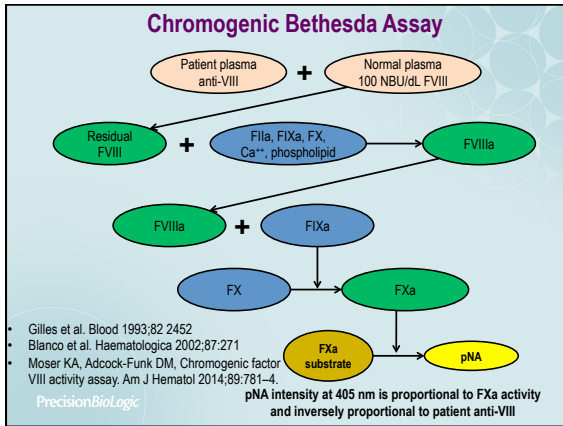 Chromogenic Bethesda Assay
Patient plasma
anti-VIII
+
Normal plasma
100 NBU/dL FVIII
Residual
FVIII
+
FIIa, FIXa, FX,
Ca⁺⁺, phospholipid
FVIIIa
FVIIIa
+
FIXa
FX
FXa
• Gilles et al. Blood 1993;82 2452
• Blanco et al. Haematologica 2002;87:271
• Moser KA, Adcock-Funk DM, Chromogenic factor
VIII activity assay. Am J Hematol 2014;89:781–4.
FXa
substrate
pNA
pNA intensity at 405 nm is proportional to FXa activity
and inversely proportional to patient anti-VIII
PrecisionBioLogic